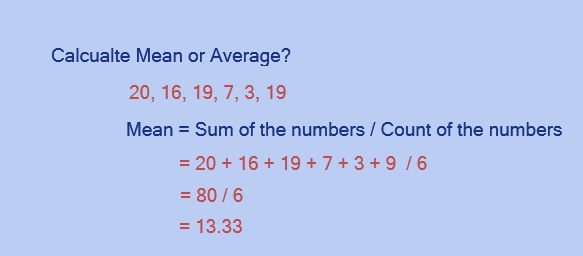 Calcualte Mean or Average?
20, 16, 19, 7, 3, 19
Mean = Sum of the numbers / Count of the numbers
= 20 + 16 + 19 + 7 + 3 + 9 / 6
= 80 / 6
= 13.33